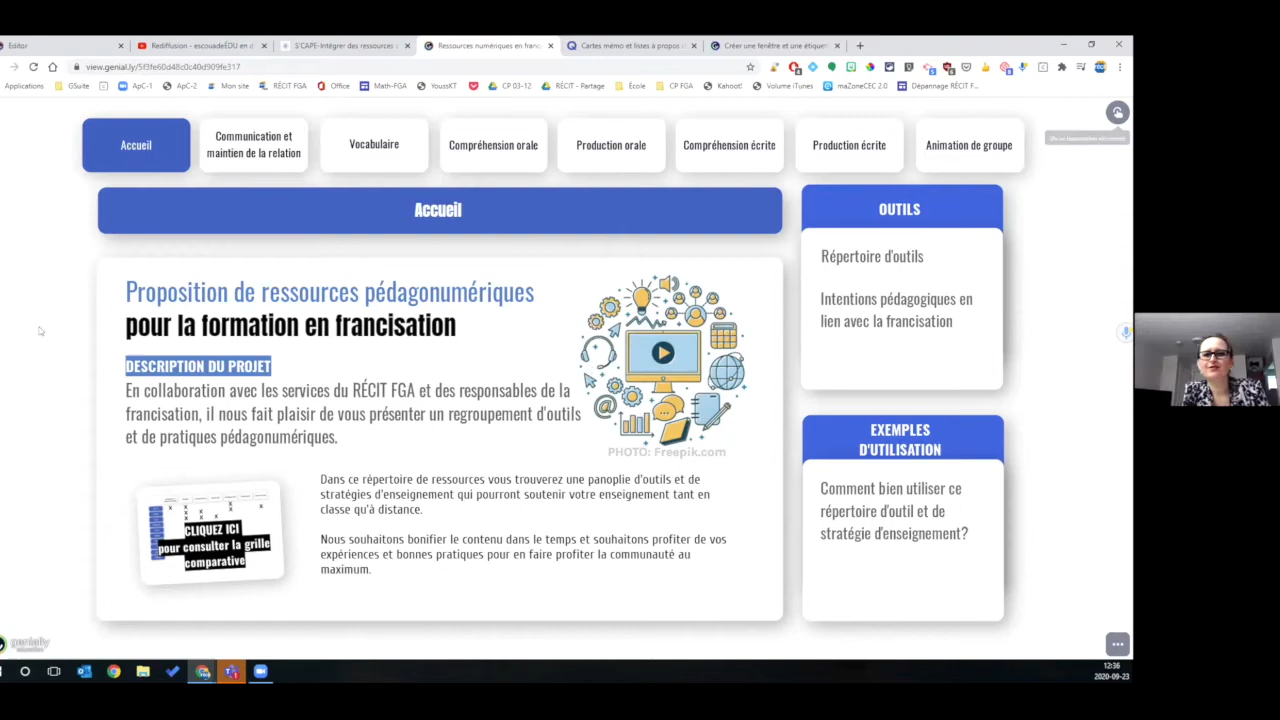 Editor
Rediffusion - escouadeÉDU en d
S'CAPE-Intégrer des ressources
Ressources numériques en franç
Cartes mémo et listes à propos
Créer une fenêtre et une étiquet
view.genial.ly/5f3fe60d48c0c40d909fe317
Applications GSuite ApC-1 ApC-2 Mon site RÉCIT FGA Office Math-FGA YoussKT CP 03-12 RÉCIT - Partage École CP FGA Kahoot! Volume iTunes maZoneCEC 2.0 Dépannage RÉCIT F...
Accueil
Communication et
maintien de la relation
Vocabulaire
Compréhension orale
Production orale
Compréhension écrite
Production écrite
Animation de groupe
Accueil
Proposition de ressources pédagonumériques
pour la formation en francisation
DESCRIPTION DU PROJET
En collaboration avec les services du RÉCIT FGA et des responsables de la
francisation, il nous fait plaisir de vous présenter un regroupement d'outils
et de pratiques pédagonumériques.
PHOTO: Freepik.com
CLIQUEZ ICI
pour consulter la grille
comparative
Dans ce répertoire de ressources vous trouverez une panoplie d'outils et de
stratégies d'enseignement qui pourront soutenir votre enseignement tant en
classe qu'à distance.
Nous souhaitons bonifier le contenu dans le temps et souhaitons profiter de vos
expériences et bonnes pratiques pour en faire profiter la communauté au
maximum.
OUTILS
Répertoire d'outils
Intentions pédagogiques en
lien avec la francisation
EXEMPLES
D'UTILISATION
Comment bien utiliser ce
répertoire d'outil et de
stratégie d'enseignement?
genially
12:36
2020-09-23